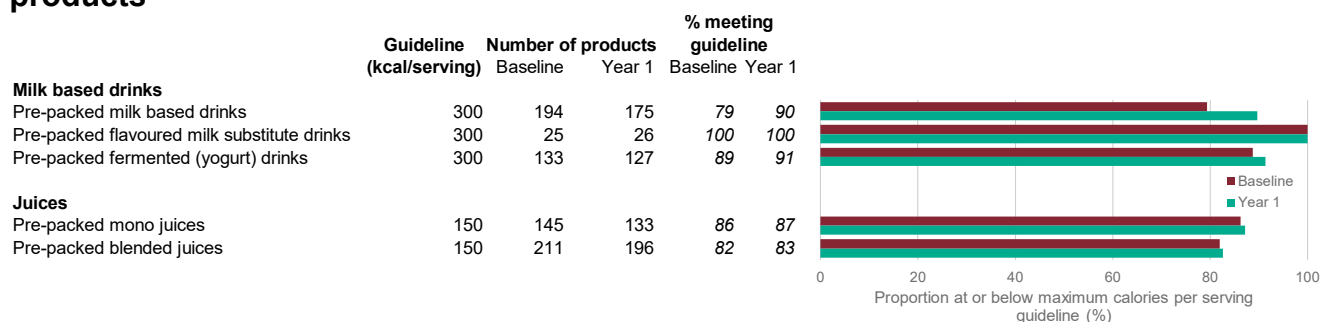 products
% meeting
Guideline Number of products guideline
(kcal/serving) Baseline Year 1 Baseline Year 1
Milk based drinks
Pre-packed milk based drinks 300 194 175 79 90
Pre-packed flavoured milk substitute drinks 300 25 26 100 100
Pre-packed fermented (yogurt) drinks 300 133 127 89 91
Baseline
Juices
Year 1
Pre-packed mono juices 150 145 133 86 87
Pre-packed blended juices 150 211 196 82 83
0 20 40 60 80 100
Proportion at or below maximum calories per serving
guideline (%)